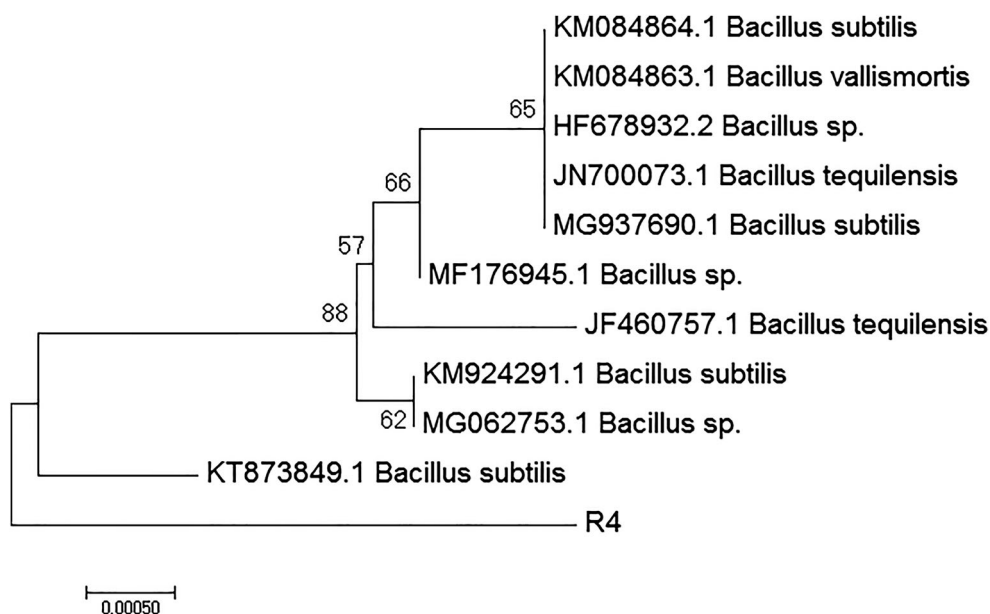 KM084864.1 Bacillus subtilis
KM084863.1 Bacillus vallismortis
65
HF678932.2 Bacillus sp.
JN700073.1 Bacillus tequilensis
66
MG937690.1 Bacillus subtilis
57
MF176945.1 Bacillus sp.
88
JF460757.1 Bacillus tequilensis
KM924291.1 Bacillus subtilis
62
MG062753.1 Bacillus sp.
KT873849.1 Bacillus subtilis
R4
0.00050